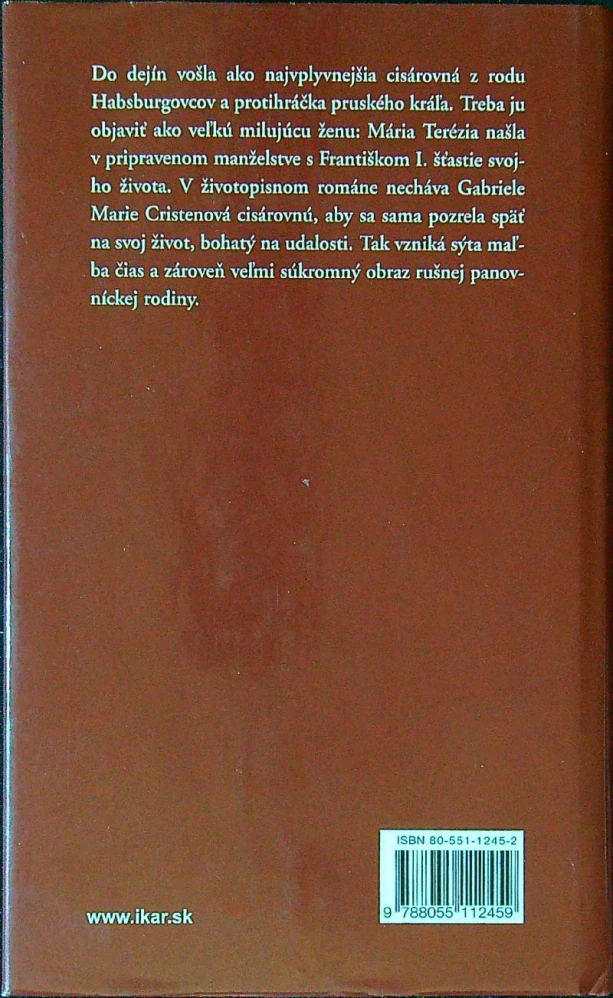 Do dejín vošla ako najvplyvnejšia cisárovná z rodu
Habsburgovcov a protihráčka pruského kráľa. Treba ju
objaviť ako veľkú milujúcu ženu: Mária Terézia našla
v pripravenom manželstve s Františkom I. šťastie svoj-
ho života. V životopisnom románe necháva Gabriele
Marie Cristenová cisárovnú, aby sa sama pozrela späť
na svoj život, bohatý na udalosti. Tak vzniká sýta maľ-
ba čias a zároveň veľmi súkromný obraz rušnej panov-
níckej rodiny.
ISBN 80-551-1245-2
9 788055 112459
www.ikar.sk